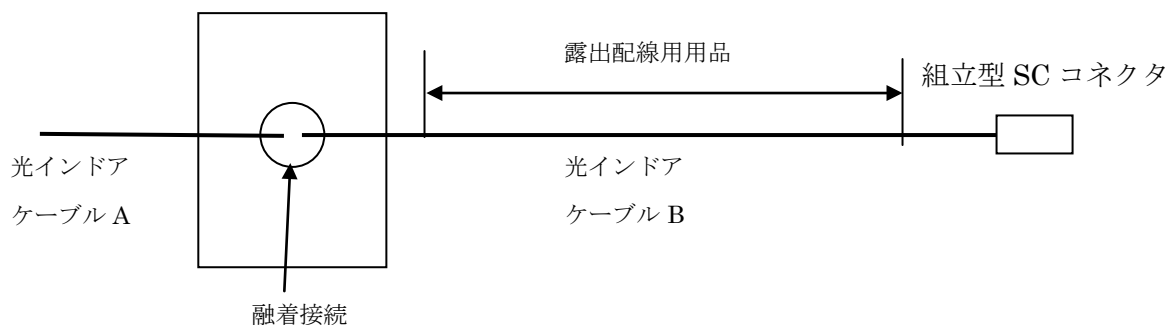 露出配線用用品
組立型 SC コネクタ
光インドア
ケーブル A
光インドア
ケーブル B
融着接続